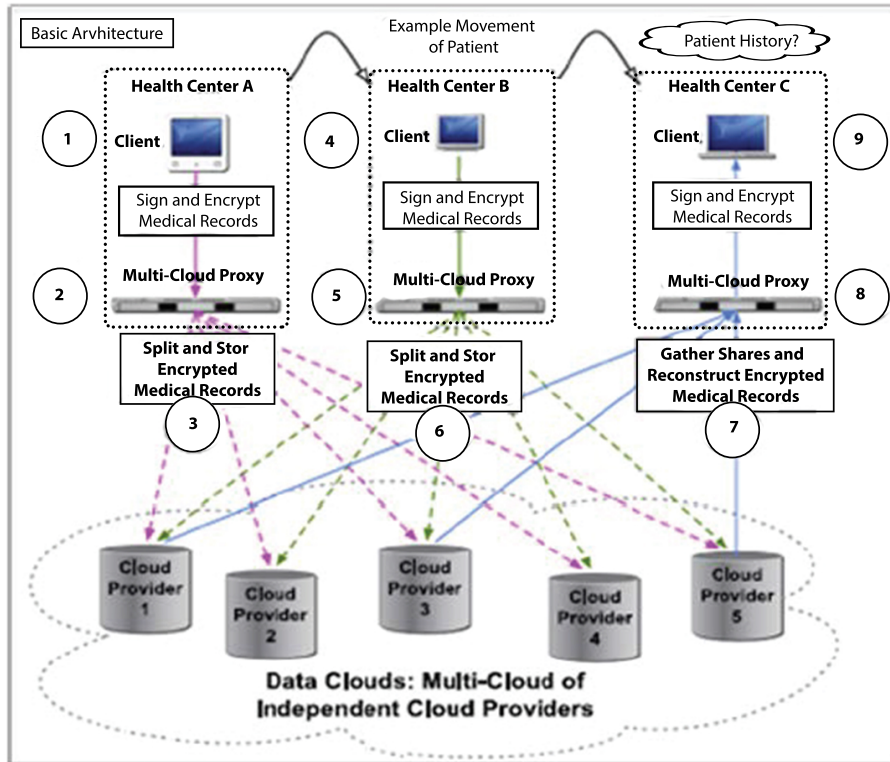 Basic Arvhitecture
Example Movement
of Patient
Patient History?
Health Center A
Health Center B
Health Center C
1
Client
4
Client
Client
9
Sign and Encrypt
Medical Records
Sign and Encrypt
Medical Records
Sign and Encrypt
Medical Records
2
Multi-Cloud Proxy
5
Multi-Cloud Proxy
Multi-Cloud Proxy
8
Split and Stor
Encrypted
Medical Records
3
Split and Stor
Encrypted
Medical Records
6
Gather Shares and
Reconstruct Encrypted
Medical Records
7
Cloud
Provider
1
Cloud
Provider
2
Cloud
Provider
3
Cloud
Provider
4
Cloud
Provider
5
Data Clouds: Multi-Cloud of
Independent Cloud Providers